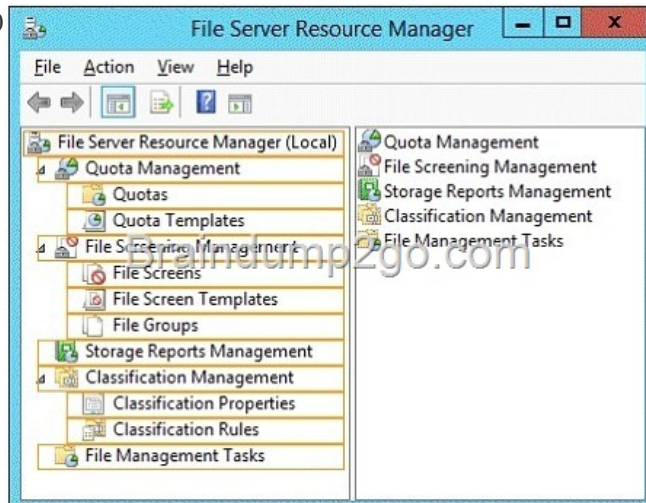 File Server Resource Manager
File Action View Help
File Server Resource Manager (Local)
Quota Management
Quotas
Quota Templates
File Screening Management
File Screens
File Screen Templates
File Groups
Storage Reports Management
Classification Management
Classification Properties
Classification Rules
File Management Tasks
Quota Management
File Screening Management
Storage Reports Management
Classification Management
File Management Tasks
Braindump2go.com